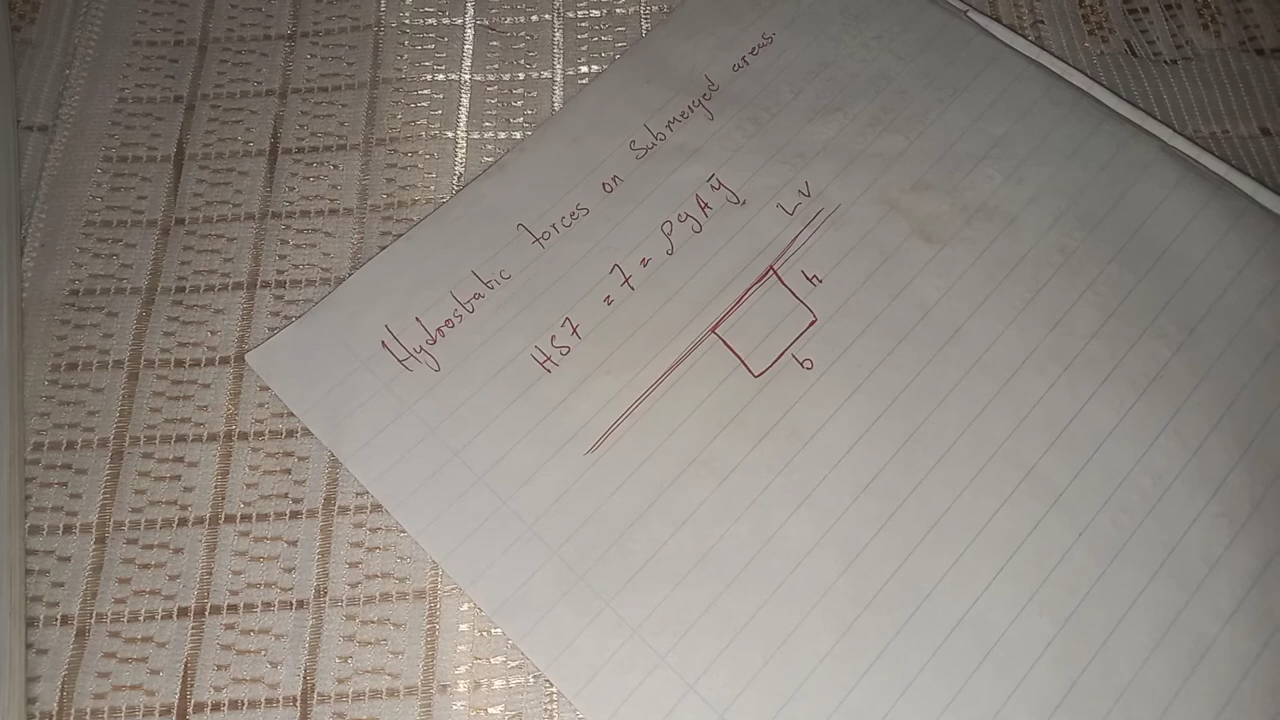 Hydrostatic forces on Submerged areas.
HSF = F = ρgAȳ
LV
h
b